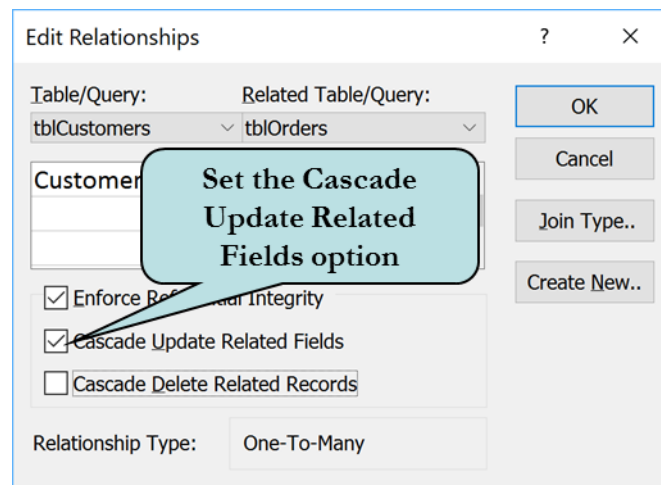 Edit Relationships ? ×
Table/Query: Related Table/Query:
tblCustomers tblOrders
OK
Cancel
Join Type..
Create New..
Customer
Set the Cascade
Update Related
Fields option
Enforce Integrity
Cascade Update Related Fields
Cascade Delete Related Records
Relationship Type: One-To-Many